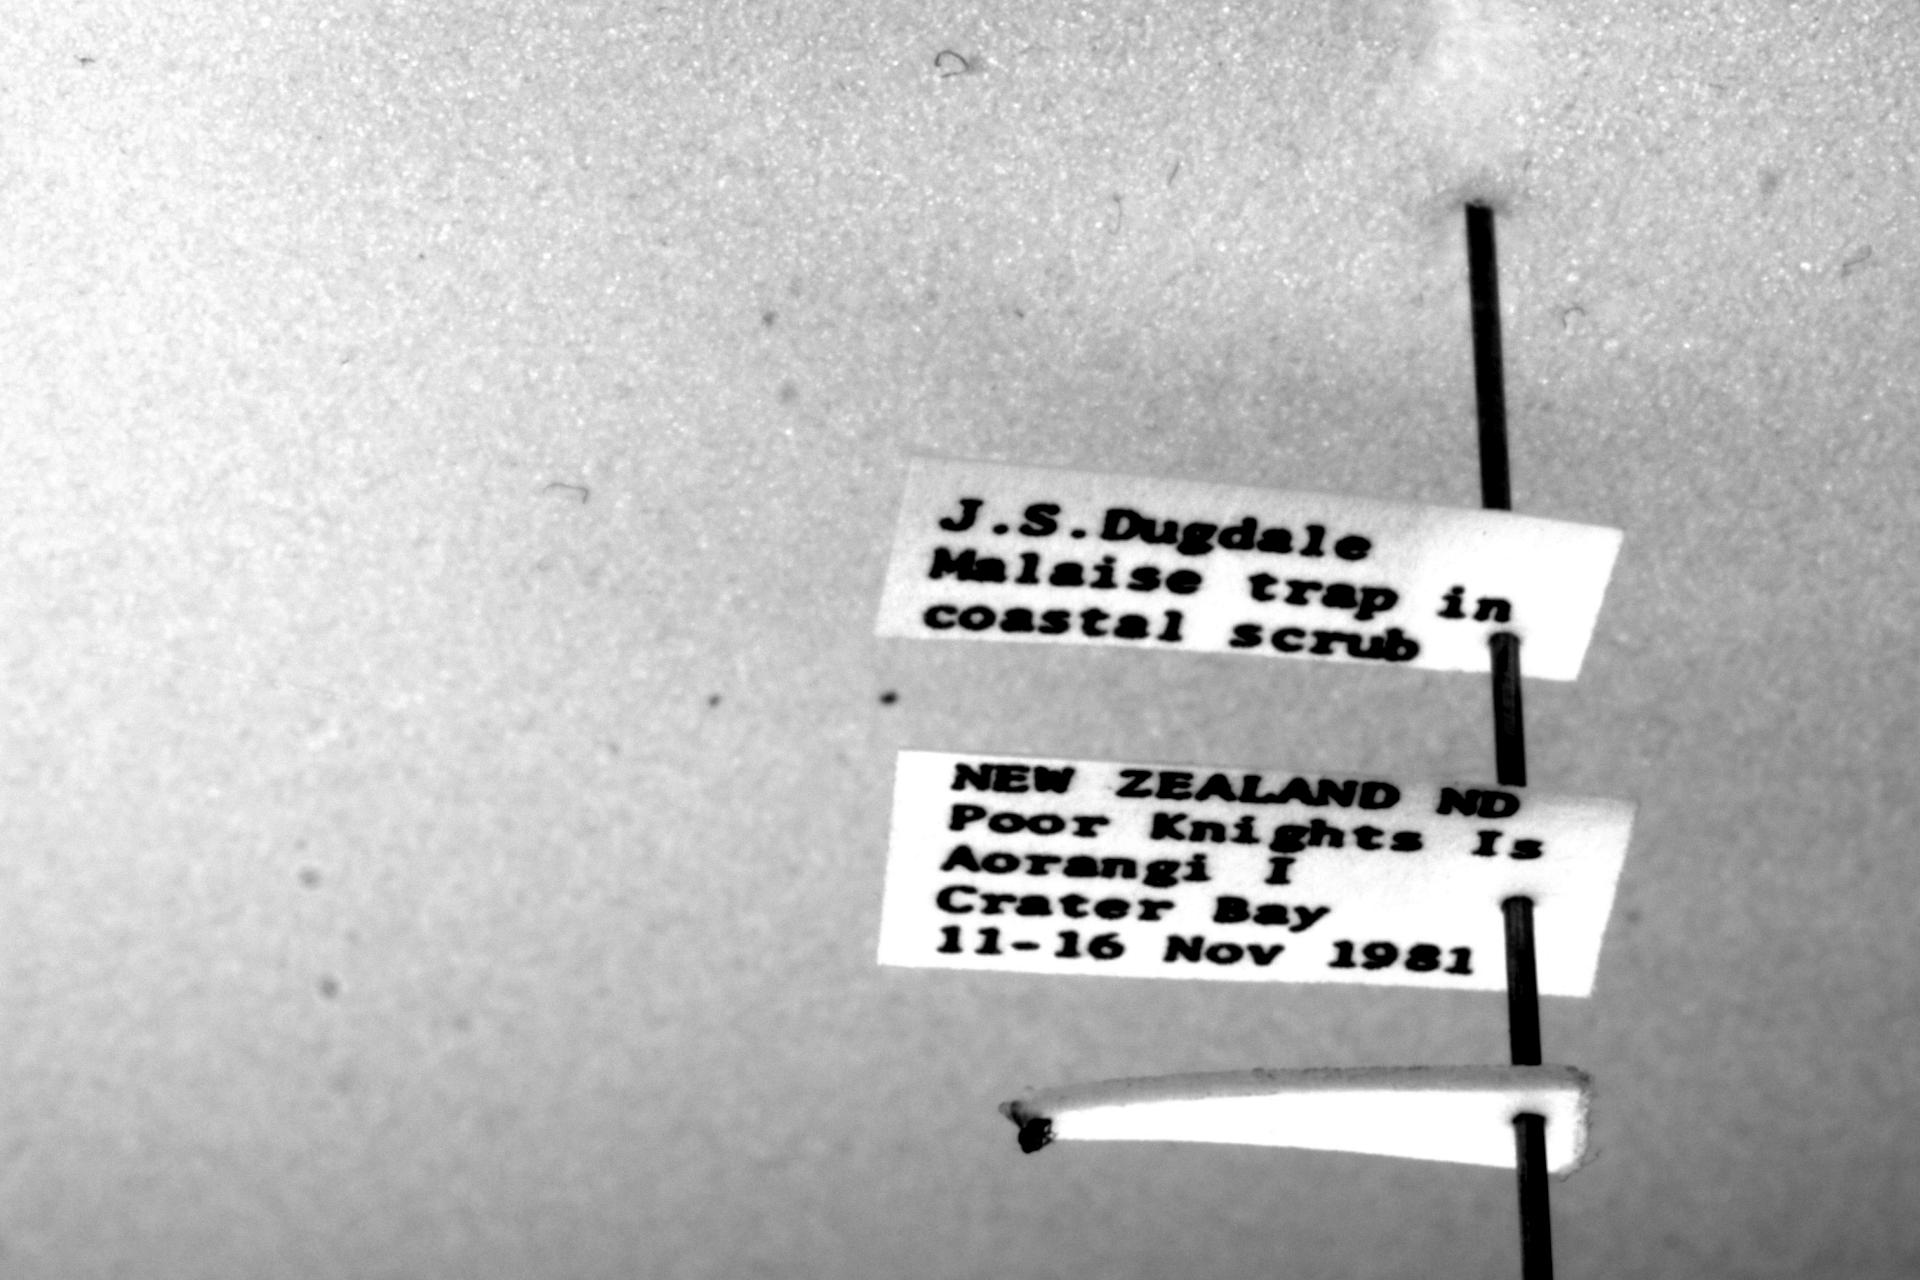 J.S.Dugdale
Malaise trap in
coastal scrub
NEW ZEALAND ND
Poor Knights Is
Aorangi I
Crater Bay
11-16 Nov 1981